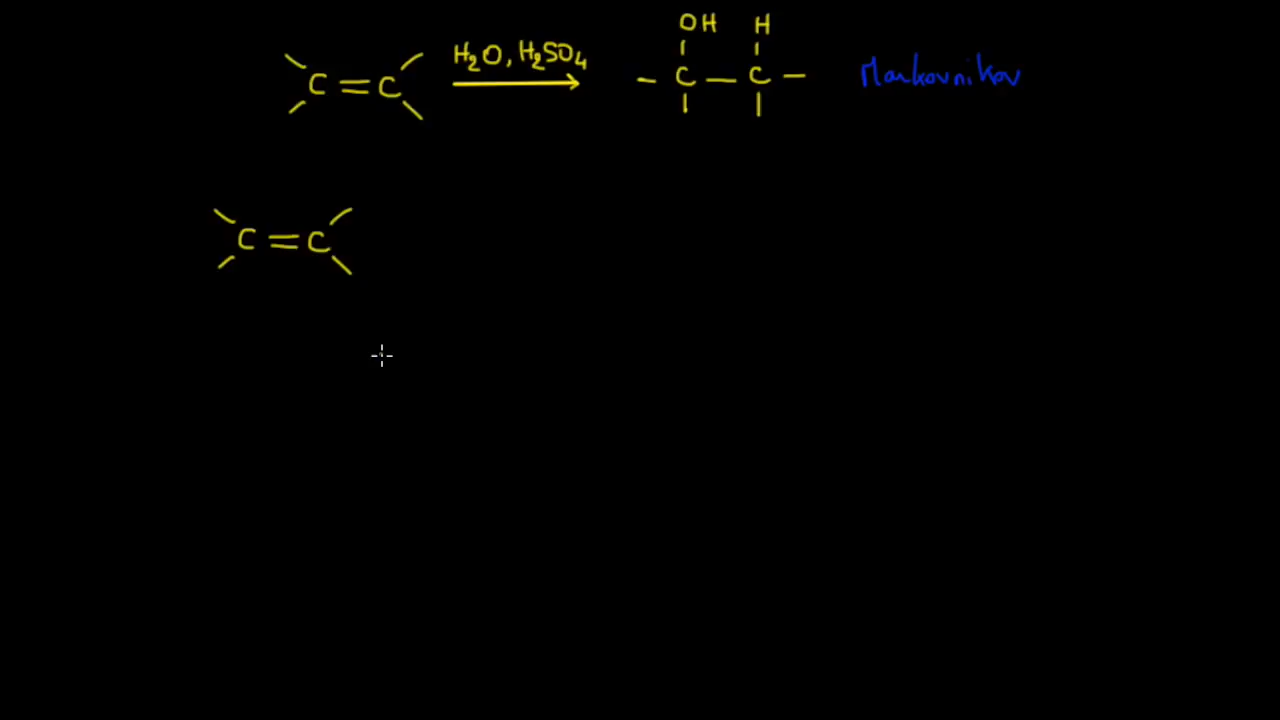 OH H
C = C H₂O, H₂SO₄ - C - C - Markovnikov
C = C